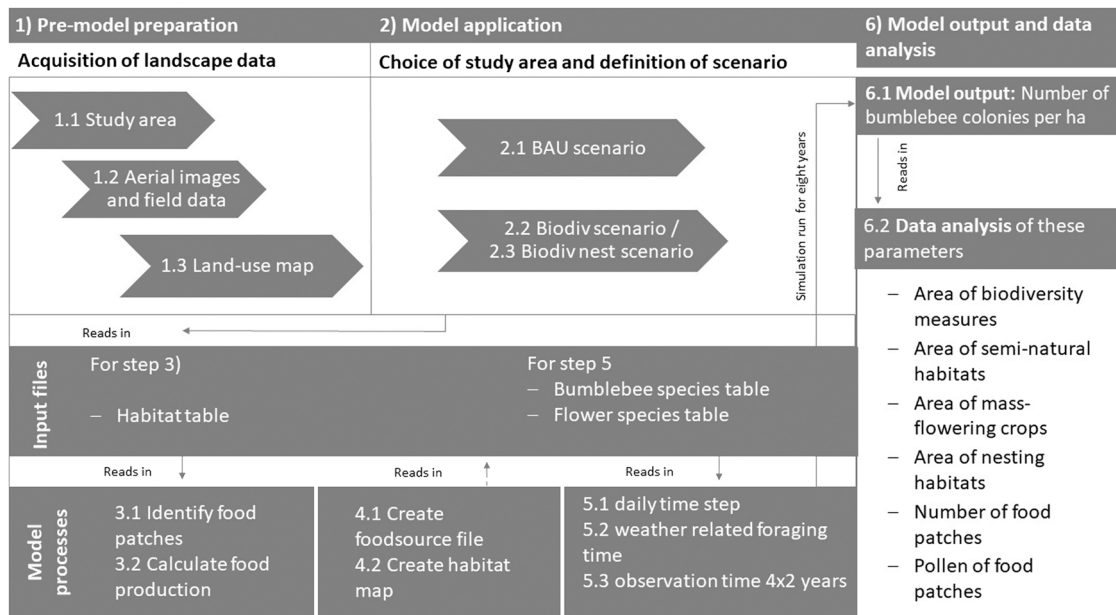 1) Pre-model preparation
Acquisition of landscape data
1.1 Study area
1.2 Aerial images
and field data
1.3 Land-use map
2) Model application
Choice of study area and definition of scenario
2.1 BAU scenario
2.2 Biodiv scenario /
2.3 Biodiv nest scenario
Reads in
Input files
For step 3)
– Habitat table
For step 5
– Bumblebee species table
– Flower species table
Reads in
Reads in
Reads in
Model
processes
3.1 Identify food
patches
3.2 Calculate food
production
4.1 Create
foodsource file
4.2 Create habitat
map
5.1 daily time step
5.2 weather related foraging
time
5.3 observation time 4x2 years
Simulation run for eight years
6) Model output and data
analysis
6.1 Model output: Number of
bumblebee colonies per ha
Reads in
6.2 Data analysis of these
parameters
– Area of biodiversity
measures
– Area of semi-natural
habitats
– Area of mass-
flowering crops
– Area of nesting
habitats
– Number of food
patches
– Pollen of food
patches